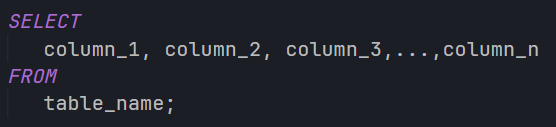 SELECT
column_1, column_2, column_3,...,column_n
FROM
table_name;